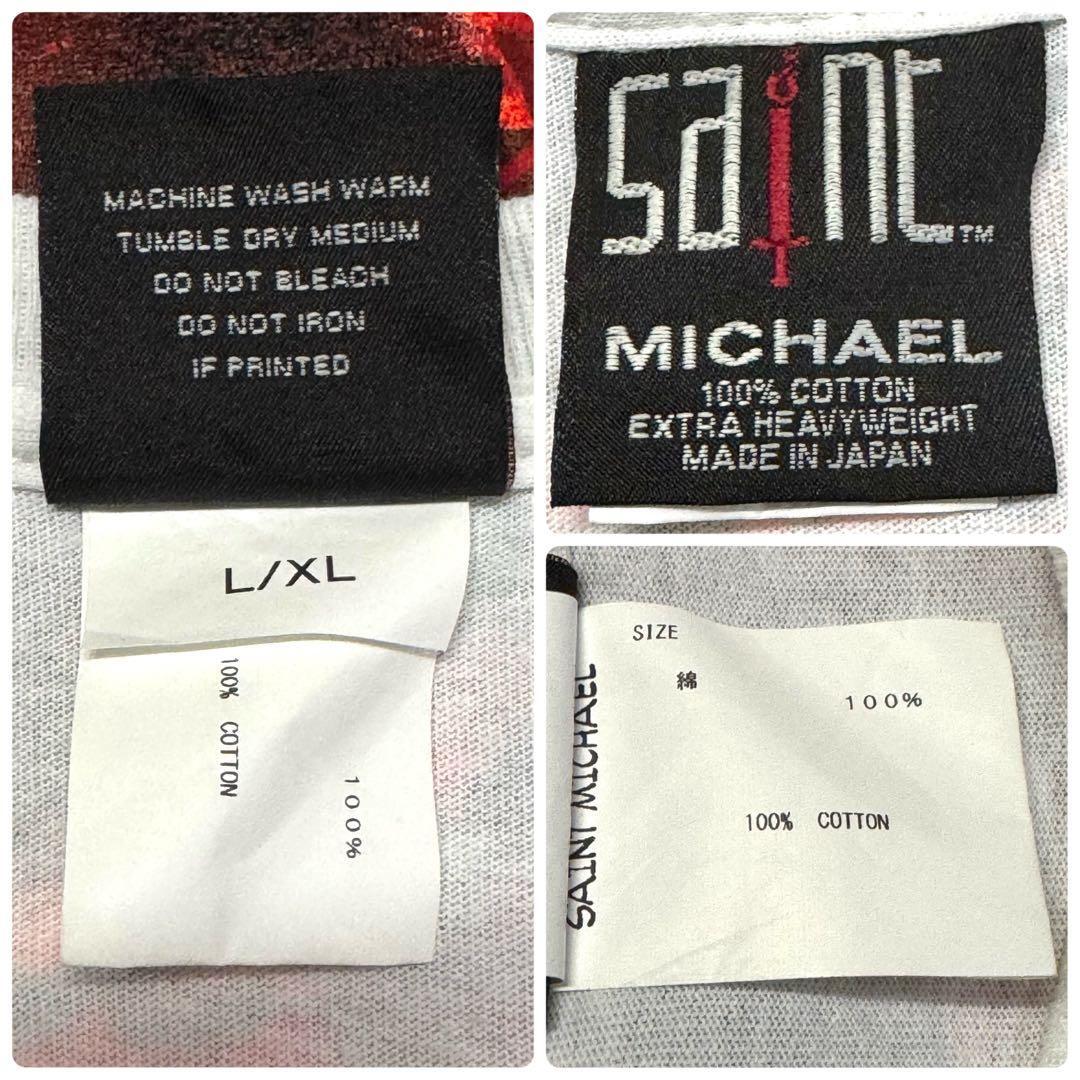 MACHINE WASH WARM
TUMBLE DRY MEDIUM
DO NOT BLEACH
DO NOT IRON
IF PRINTED
L/XL
100% COTTON
100%
saint™
MICHAEL
100% COTTON
EXTRA HEAVYWEIGHT
MADE IN JAPAN
SAINT MICHAEL
SIZE
綿 100%
100% COTTON